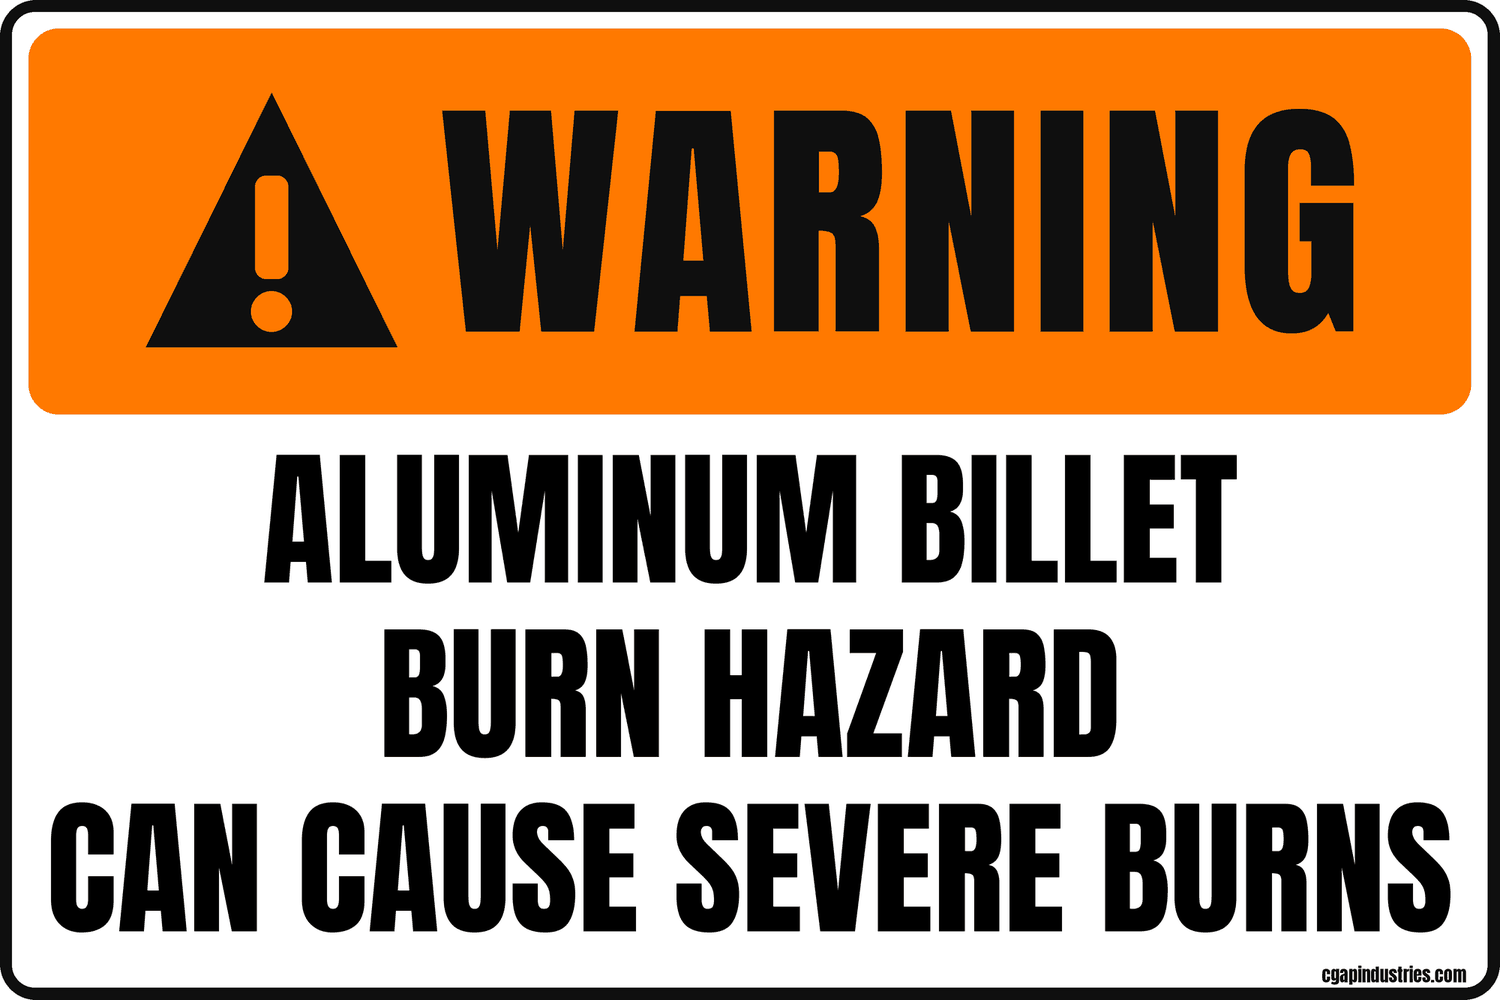 WARNING
ALUMINUM BILLET
BURN HAZARD
CAN CAUSE SEVERE BURNS
cgapindustries.com